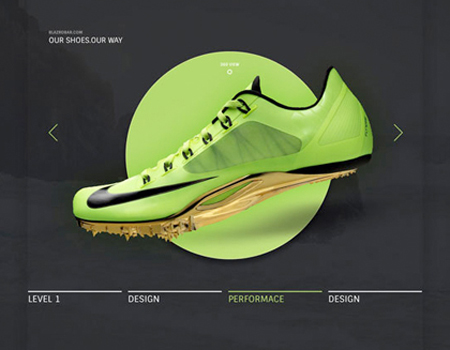 OUR SHOES.OUR WAY
LEVEL 1
DESIGN
PERFORMACE
DESIGN